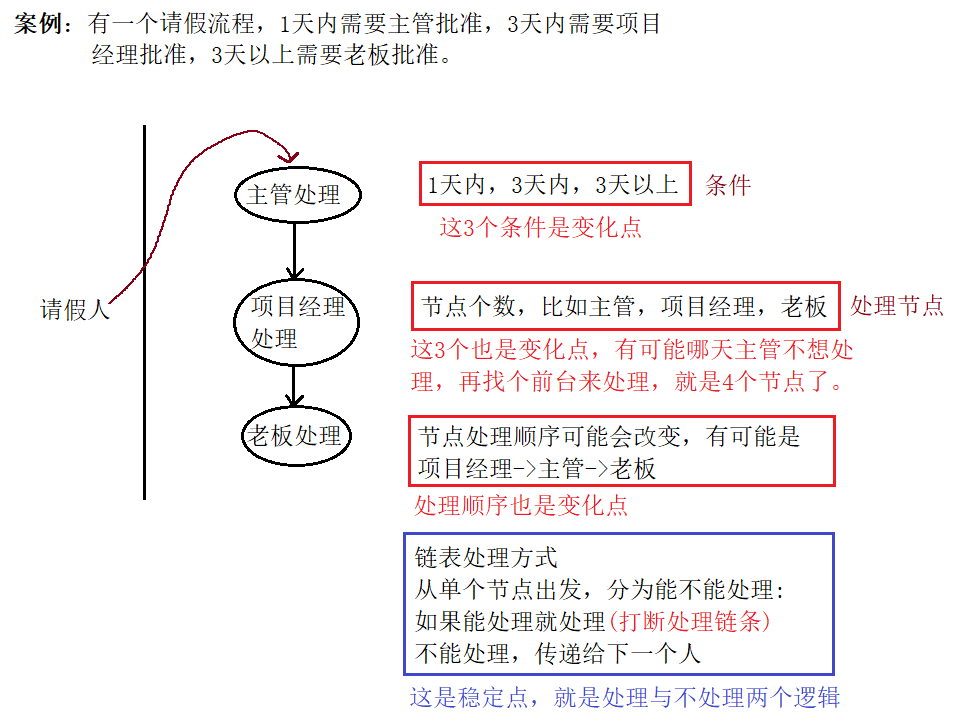 案例：有一个请假流程，1天内需要主管批准，3天内需要项目
经理批准，3天以上需要老板批准。
主管处理
1天内，3天内，3天以上
条件
这3个条件是变化点
请假人
项目经理
处理
节点个数，比如主管，项目经理，老板
处理节点
这3个也是变化点，有可能哪天主管不想处
理，再找个前台来处理，就是4个节点了。
老板处理
节点处理顺序可能会改变，有可能是
项目经理->主管->老板
处理顺序也是变化点
链表处理方式
从单个节点出发，分为能不能处理：
如果能处理就处理(打断处理链条)
不能处理，传递给下一个人
这是稳定点，就是处理与不处理两个逻辑